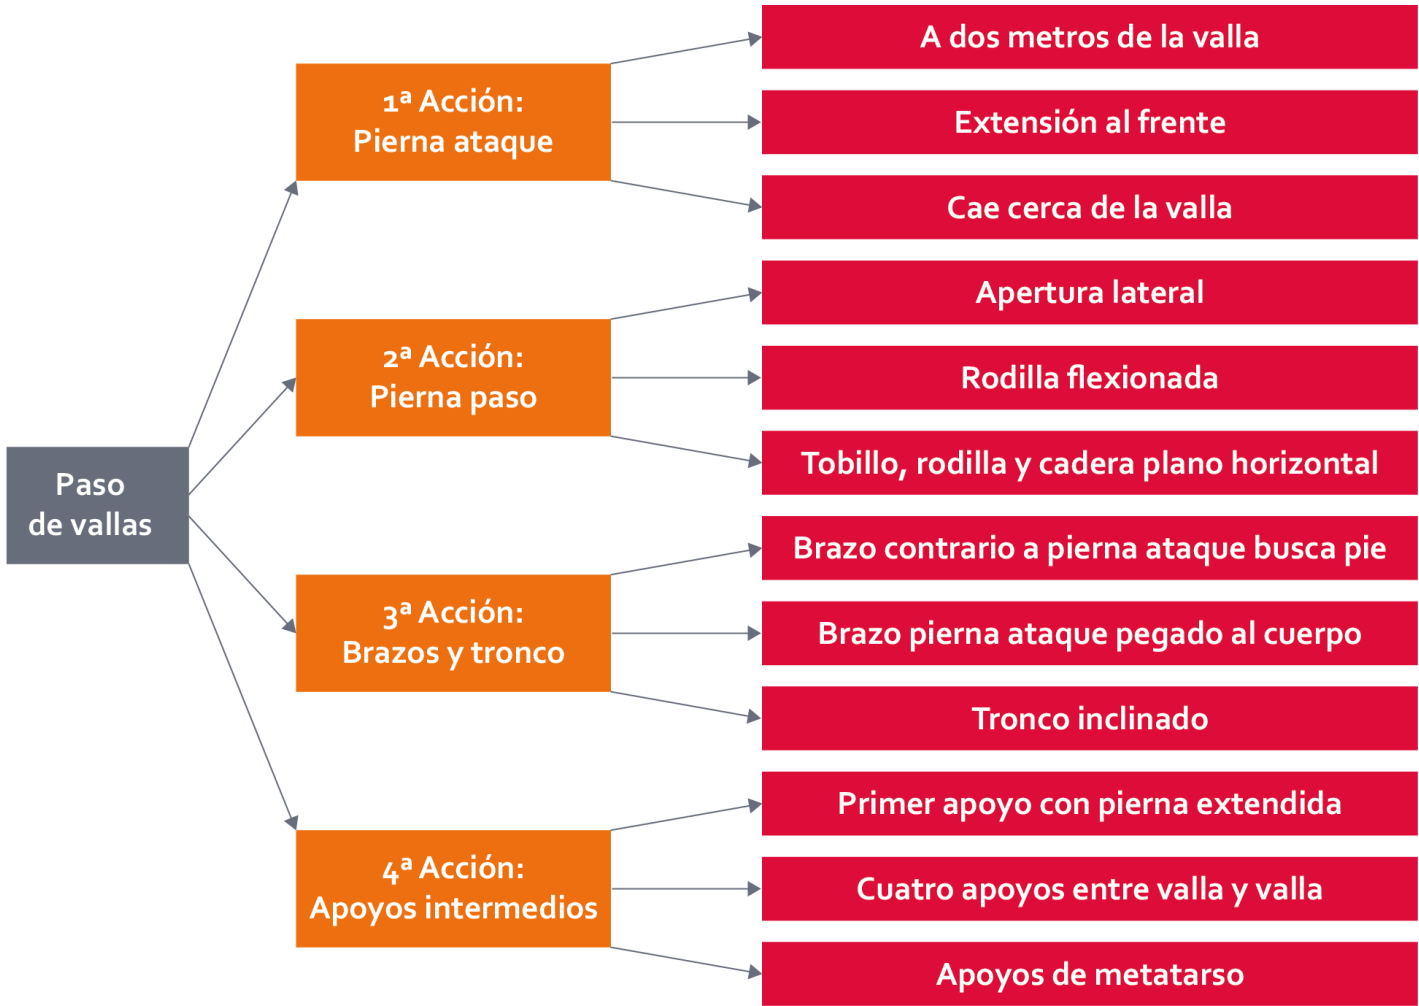 Paso
de vallas
1ª Acción:
Pierna ataque
A dos metros de la valla
Extensión al frente
Cae cerca de la valla
2ª Acción:
Pierna paso
Apertura lateral
Rodilla flexionada
Tobillo, rodilla y cadera plano horizontal
3ª Acción:
Brazos y tronco
Brazo contrario a pierna ataque busca pie
Brazo pierna ataque pegado al cuerpo
Tronco inclinado
4ª Acción:
Apoyos intermedios
Primer apoyo con pierna extendida
Cuatro apoyos entre valla y valla
Apoyos de metatarso